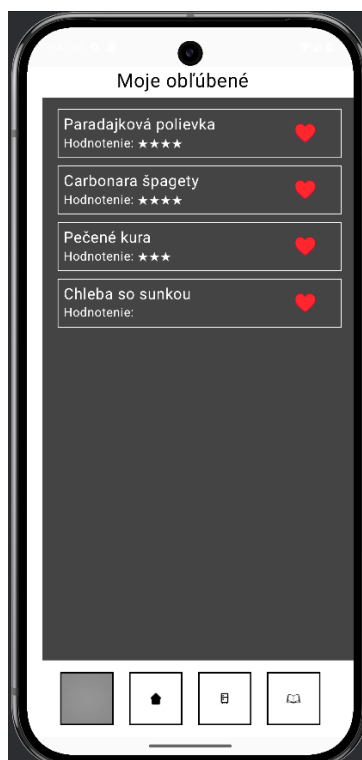 Moje obľúbené
Paradajková polievka
Hodnotenie: ★★★★
Carbonara špagety
Hodnotenie: ★★★★
Pečené kura
Hodnotenie: ★★★
Chleba so sunkou
Hodnotenie: